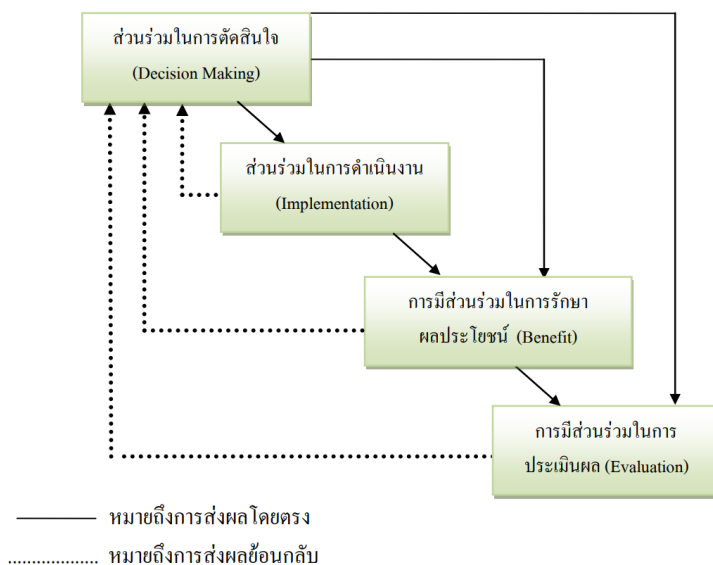 ส่วนร่วมในการตัดสินใจ
(Decision Making)
ส่วนร่วมในการดำเนินงาน
(Implementation)
การมีส่วนร่วมในการรักษา
ผลประโยชน์ (Benefit)
การมีส่วนร่วมในการ
ประเมินผล (Evaluation)
หมายถึงการส่งผลโดยตรง
หมายถึงการส่งผลย้อนกลับ